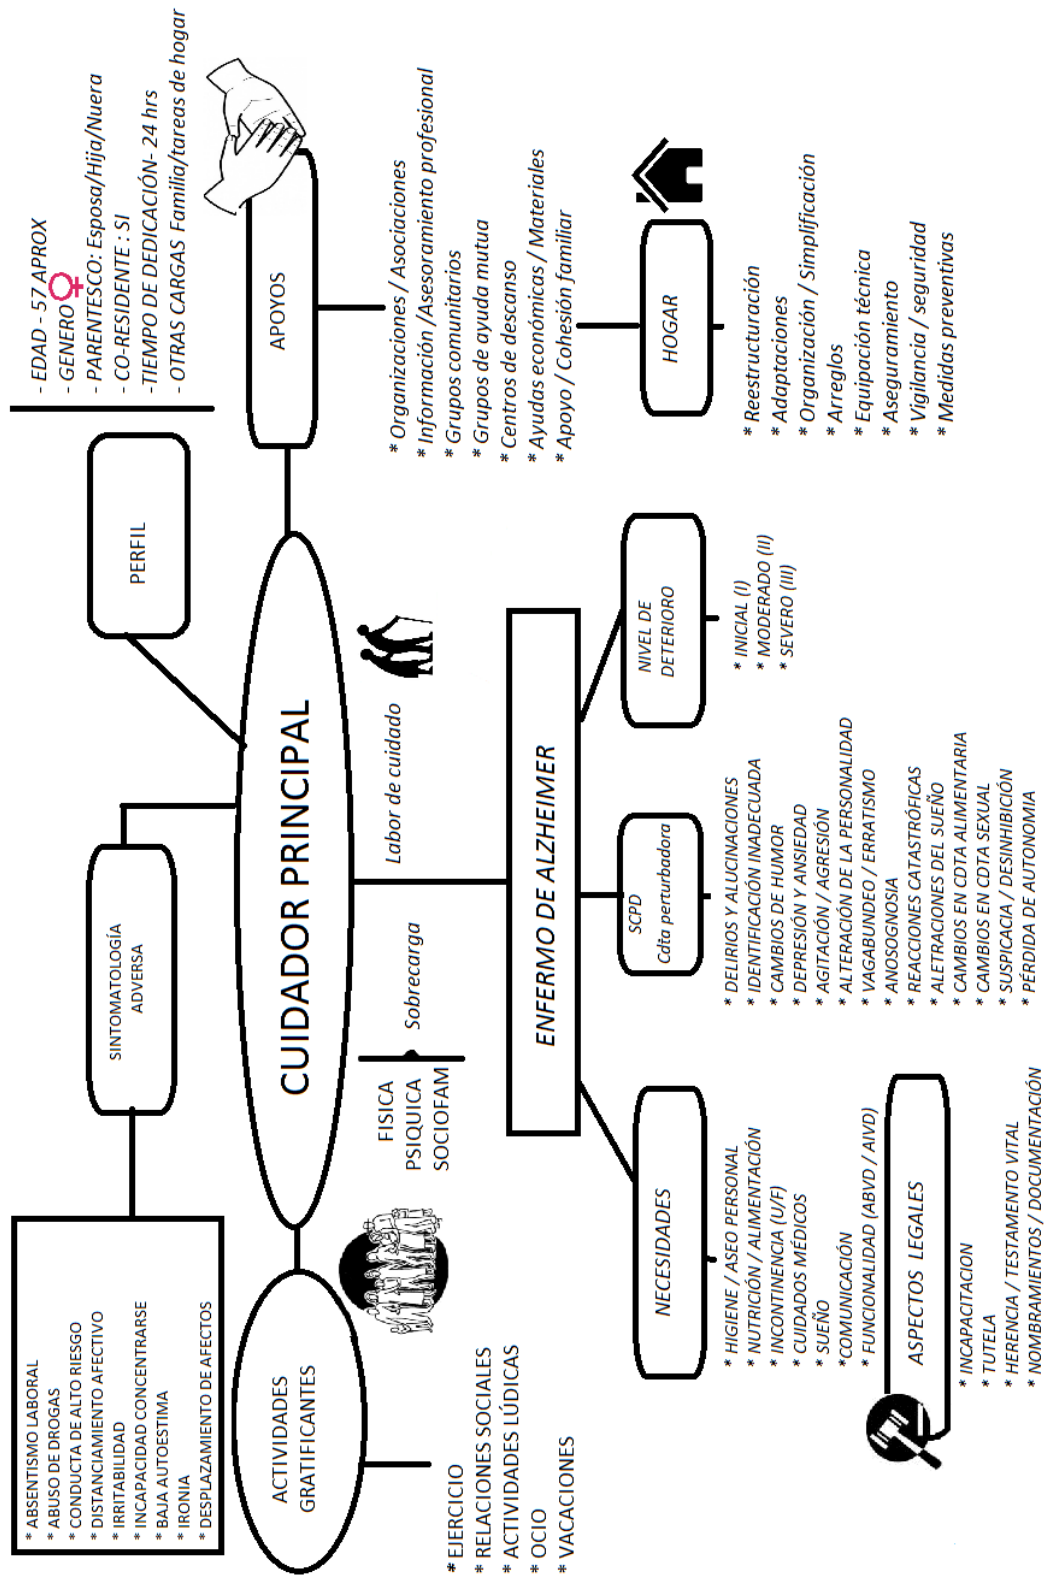 * ABSENTISMO LABORAL
* ABUSO DE DROGAS
* CONDUCTA DE ALTO RIESGO
* DISTANCIAMIENTO AFECTIVO
* IRRITABILIDAD
* INCAPACIDAD CONCENTRARSE
* BAJA AUTOESTIMA
* IRONIA
* DESPLAZAMIENTO DE AFECTOS
SINTOMATOLOGÍA
ADVERSA
PERFIL
- EDAD - 57 APROX
- GENERO
- PARENTESCO: Esposa/Hija/Nuera
- CO-RESIDENTE : SI
-TIEMPO DE DEDICACIÓN- 24 hrs
- OTRAS CARGAS Familia/tareas de hogar
ACTIVIDADES
GRATIFICANTES
CUIDADOR PRINCIPAL
APOYOS
* EJERCICIO
* RELACIONES SOCIALES
* ACTIVIDADES LÚDICAS
* OCIO
* VACACIONES
FISICA
PSIQUICA
SOCIOFAM
Sobrecarga
Labor de cuidado
* Organizaciones / Asociaciones
* Información /Asesoramiento profesional
* Grupos comunitarios
* Grupos de ayuda mutua
* Centros de descanso
* Ayudas económicas / Materiales
* Apoyo / Cohesión familiar
ENFERMO DE ALZHEIMER
HOGAR
* Reestructuración
* Adaptaciones
* Organización / Simplificación
* Arreglos
* Equipación técnica
* Aseguramiento
* Vigilancia / seguridad
* Medidas preventivas
NECESIDADES
* HIGIENE / ASEO PERSONAL
* NUTRICIÓN / ALIMENTACIÓN
* INCONTINENCIA (U/F)
* CUIDADOS MÉDICOS
* SUEÑO
*COMUNICACIÓN
* FUNCIONALIDAD (ABVD / AIVD)
SCPD
Cdta perturbadora
* DELIRIOS Y ALUCINACIONES
* IDENTIFICACIÓN INADECUADA
* CAMBIOS DE HUMOR
* DEPRESIÓN Y ANSIEDAD
* AGITACIÓN / AGRESIÓN
* ALTERACIÓN DE LA PERSONALIDAD
* VAGABUNDEO / ERRATISMO
* ANOSOGNOSIA
* REACCIONES CATASTRÓFICAS
* ALETRACIONES DEL SUEÑO
* CAMBIOS EN CDTA ALIMENTARIA
* CAMBIOS EN CDTA SEXUAL
* SUSPICACIA / DESINHIBICIÓN
* PÉRDIDA DE AUTONOMIA
NIVEL DE
DETERIORO
* INICIAL (I)
* MODERADO (II)
* SEVERO (III)
ASPECTOS LEGALES
* INCAPACITACION
* TUTELA
* HERENCIA / TESTAMENTO VITAL
* NOMBRAMIENTOS / DOCUMENTACIÓN